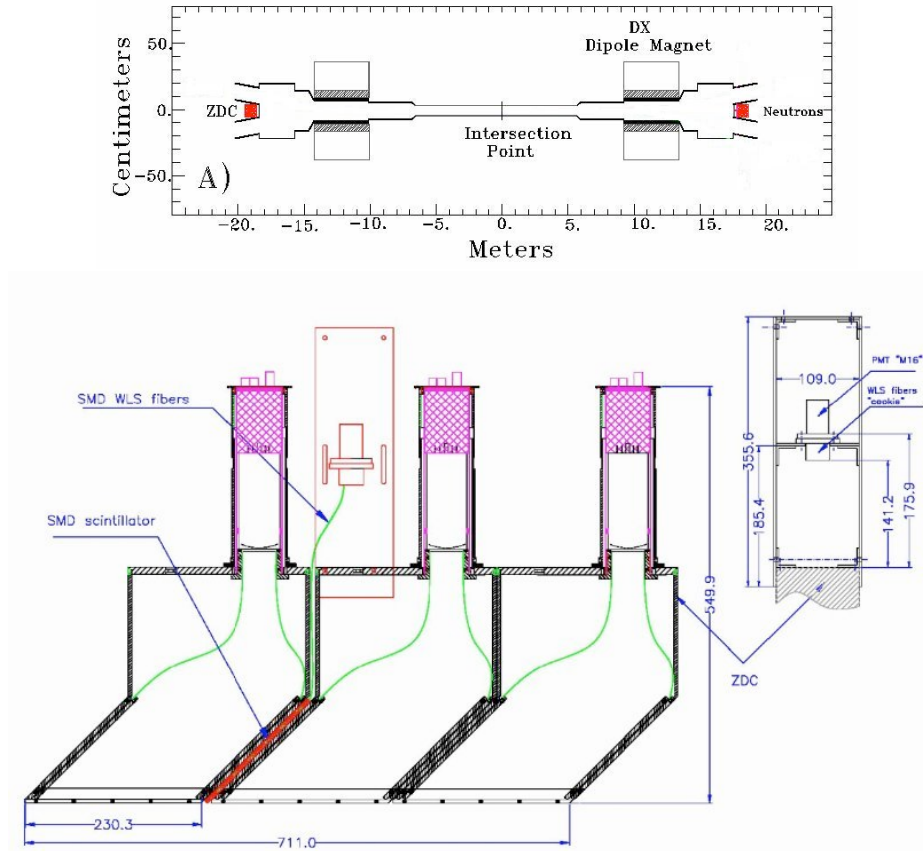 50.
0.
-50.
Centimeters
A)
DX
Dipole Magnet
ZDC
Neutrons
Intersection
Point
-20. -15. -10. -5. 0. 5. 10. 15. 20.
Meters
SMD WLS fibers
SMD scintillator
PMT "M16"
WLS fibers
"cookie"
109.0
355.6
185.4
141.2
175.9
549.9
ZDC
230.3
711.0